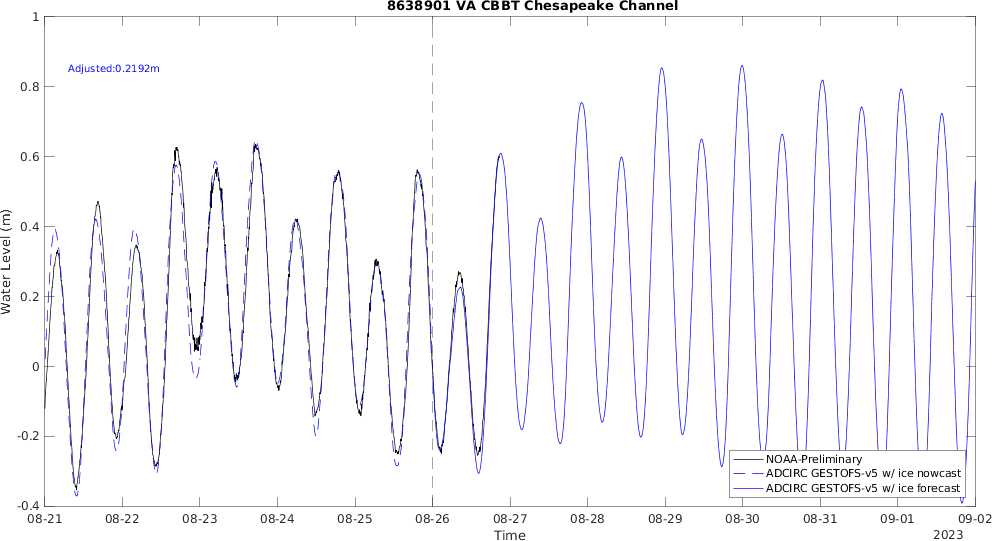 8638901 VA CBBT Chesapeake Channel
Adjusted:0.2192m
Water Level (m)
1
0.8
0.6
0.4
0.2
0
-0.2
-0.4
NOAA-Preliminary
ADCIRC GESTOFS-v5 w/ ice nowcast
ADCIRC GESTOFS-v5 w/ ice forecast
08-21 08-22 08-23 08-24 08-25 08-26 08-27 08-28 08-29 08-30 08-31 09-01 09-02
Time
2023